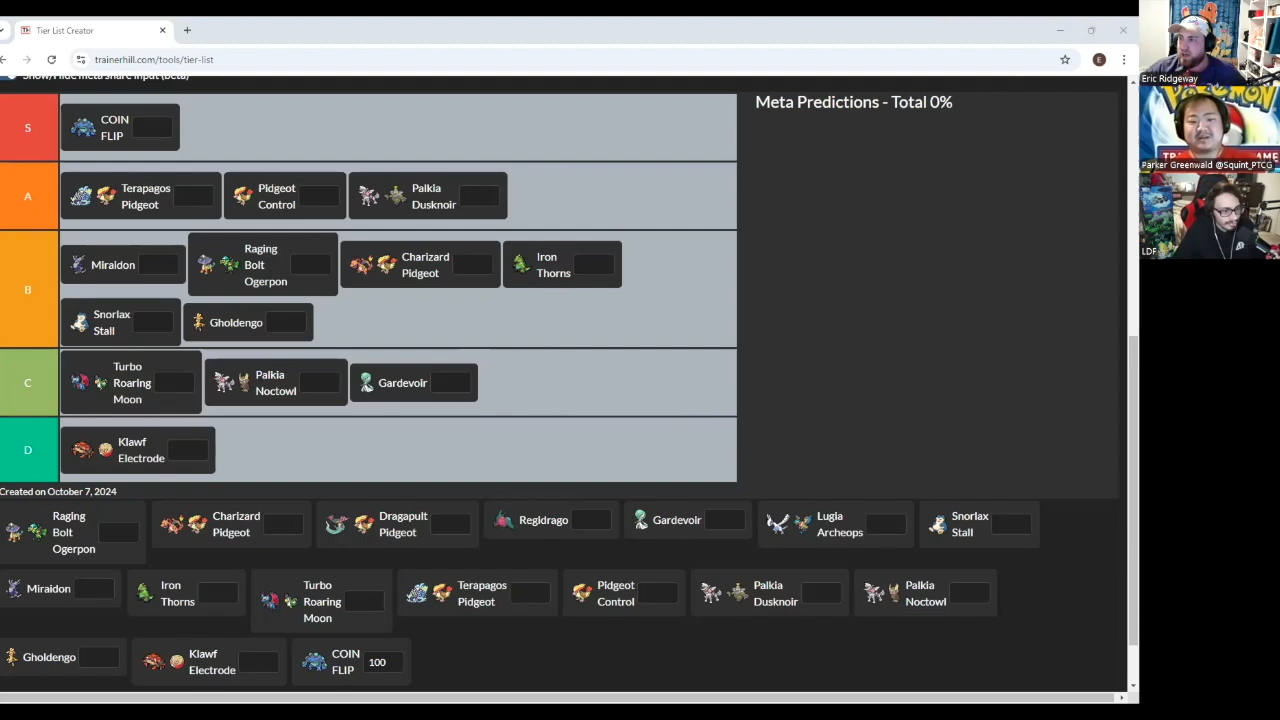 Tier List Creator
trainerhill.com/tools/tier-list
E
Show/Hide meta share input (beta)
S
COIN
FLIP
Meta Predictions - Total 0%
A
Terapagos
Pidgeot
Pidgeot
Control
Palkia
Dusknoir
B
Miraidon
Raging
Bolt
Ogerpon
Charizard
Pidgeot
Iron
Thorns
Snorlax
Stall
Gholdengo
C
Turbo
Roaring
Moon
Palkia
Noctowl
Gardevoir
D
Klawf
Electrode
Created on October 7, 2024
Raging
Bolt
Ogerpon
Charizard
Pidgeot
Dragapult
Pidgeot
Regidrago
Gardevoir
Lugia
Archeops
Snorlax
Stall
Miraidon
Iron
Thorns
Turbo
Roaring
Moon
Terapagos
Pidgeot
Pidgeot
Control
Palkia
Dusknoir
Palkia
Noctowl
Gholdengo
Klawf
Electrode
COIN
FLIP
100
Eric Ridgeway
Parker Greenwald @Squint_PTCG
LDF